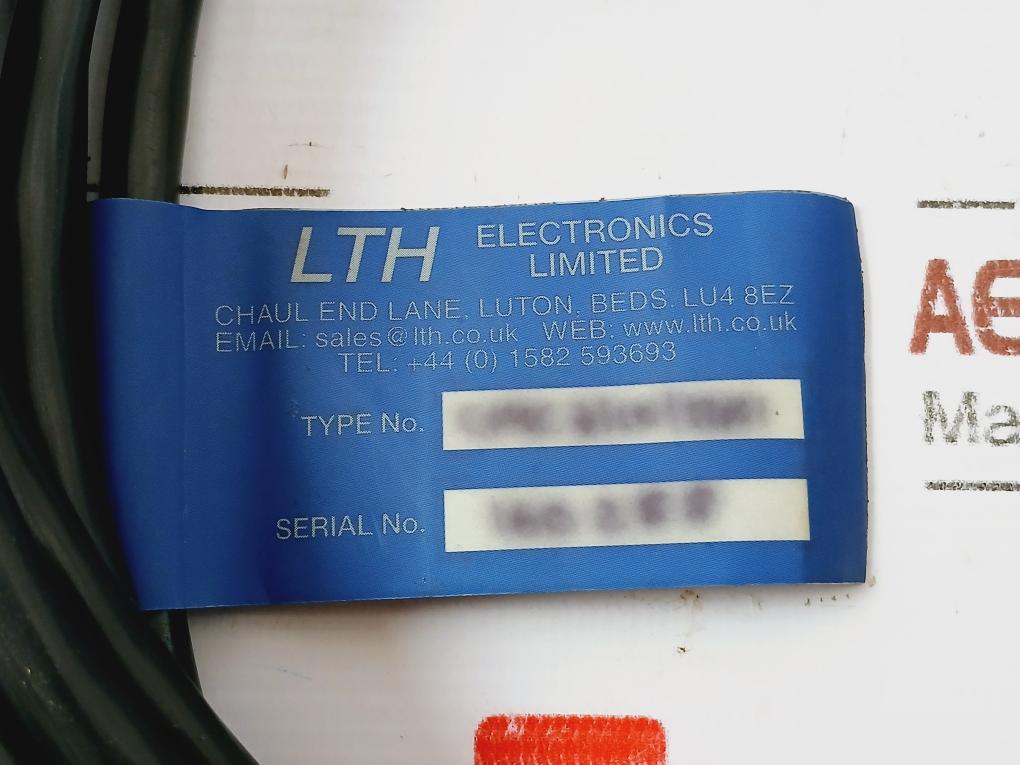 LTH ELECTRONICS
LIMITED
CHAUL END LANE, LUTON, BEDS. LU4 8EZ
EMAIL: sales@lth.co.uk WEB: www.lth.co.uk
TEL: +44 (0) 1582 593693
TYPE No.
SERIAL No.